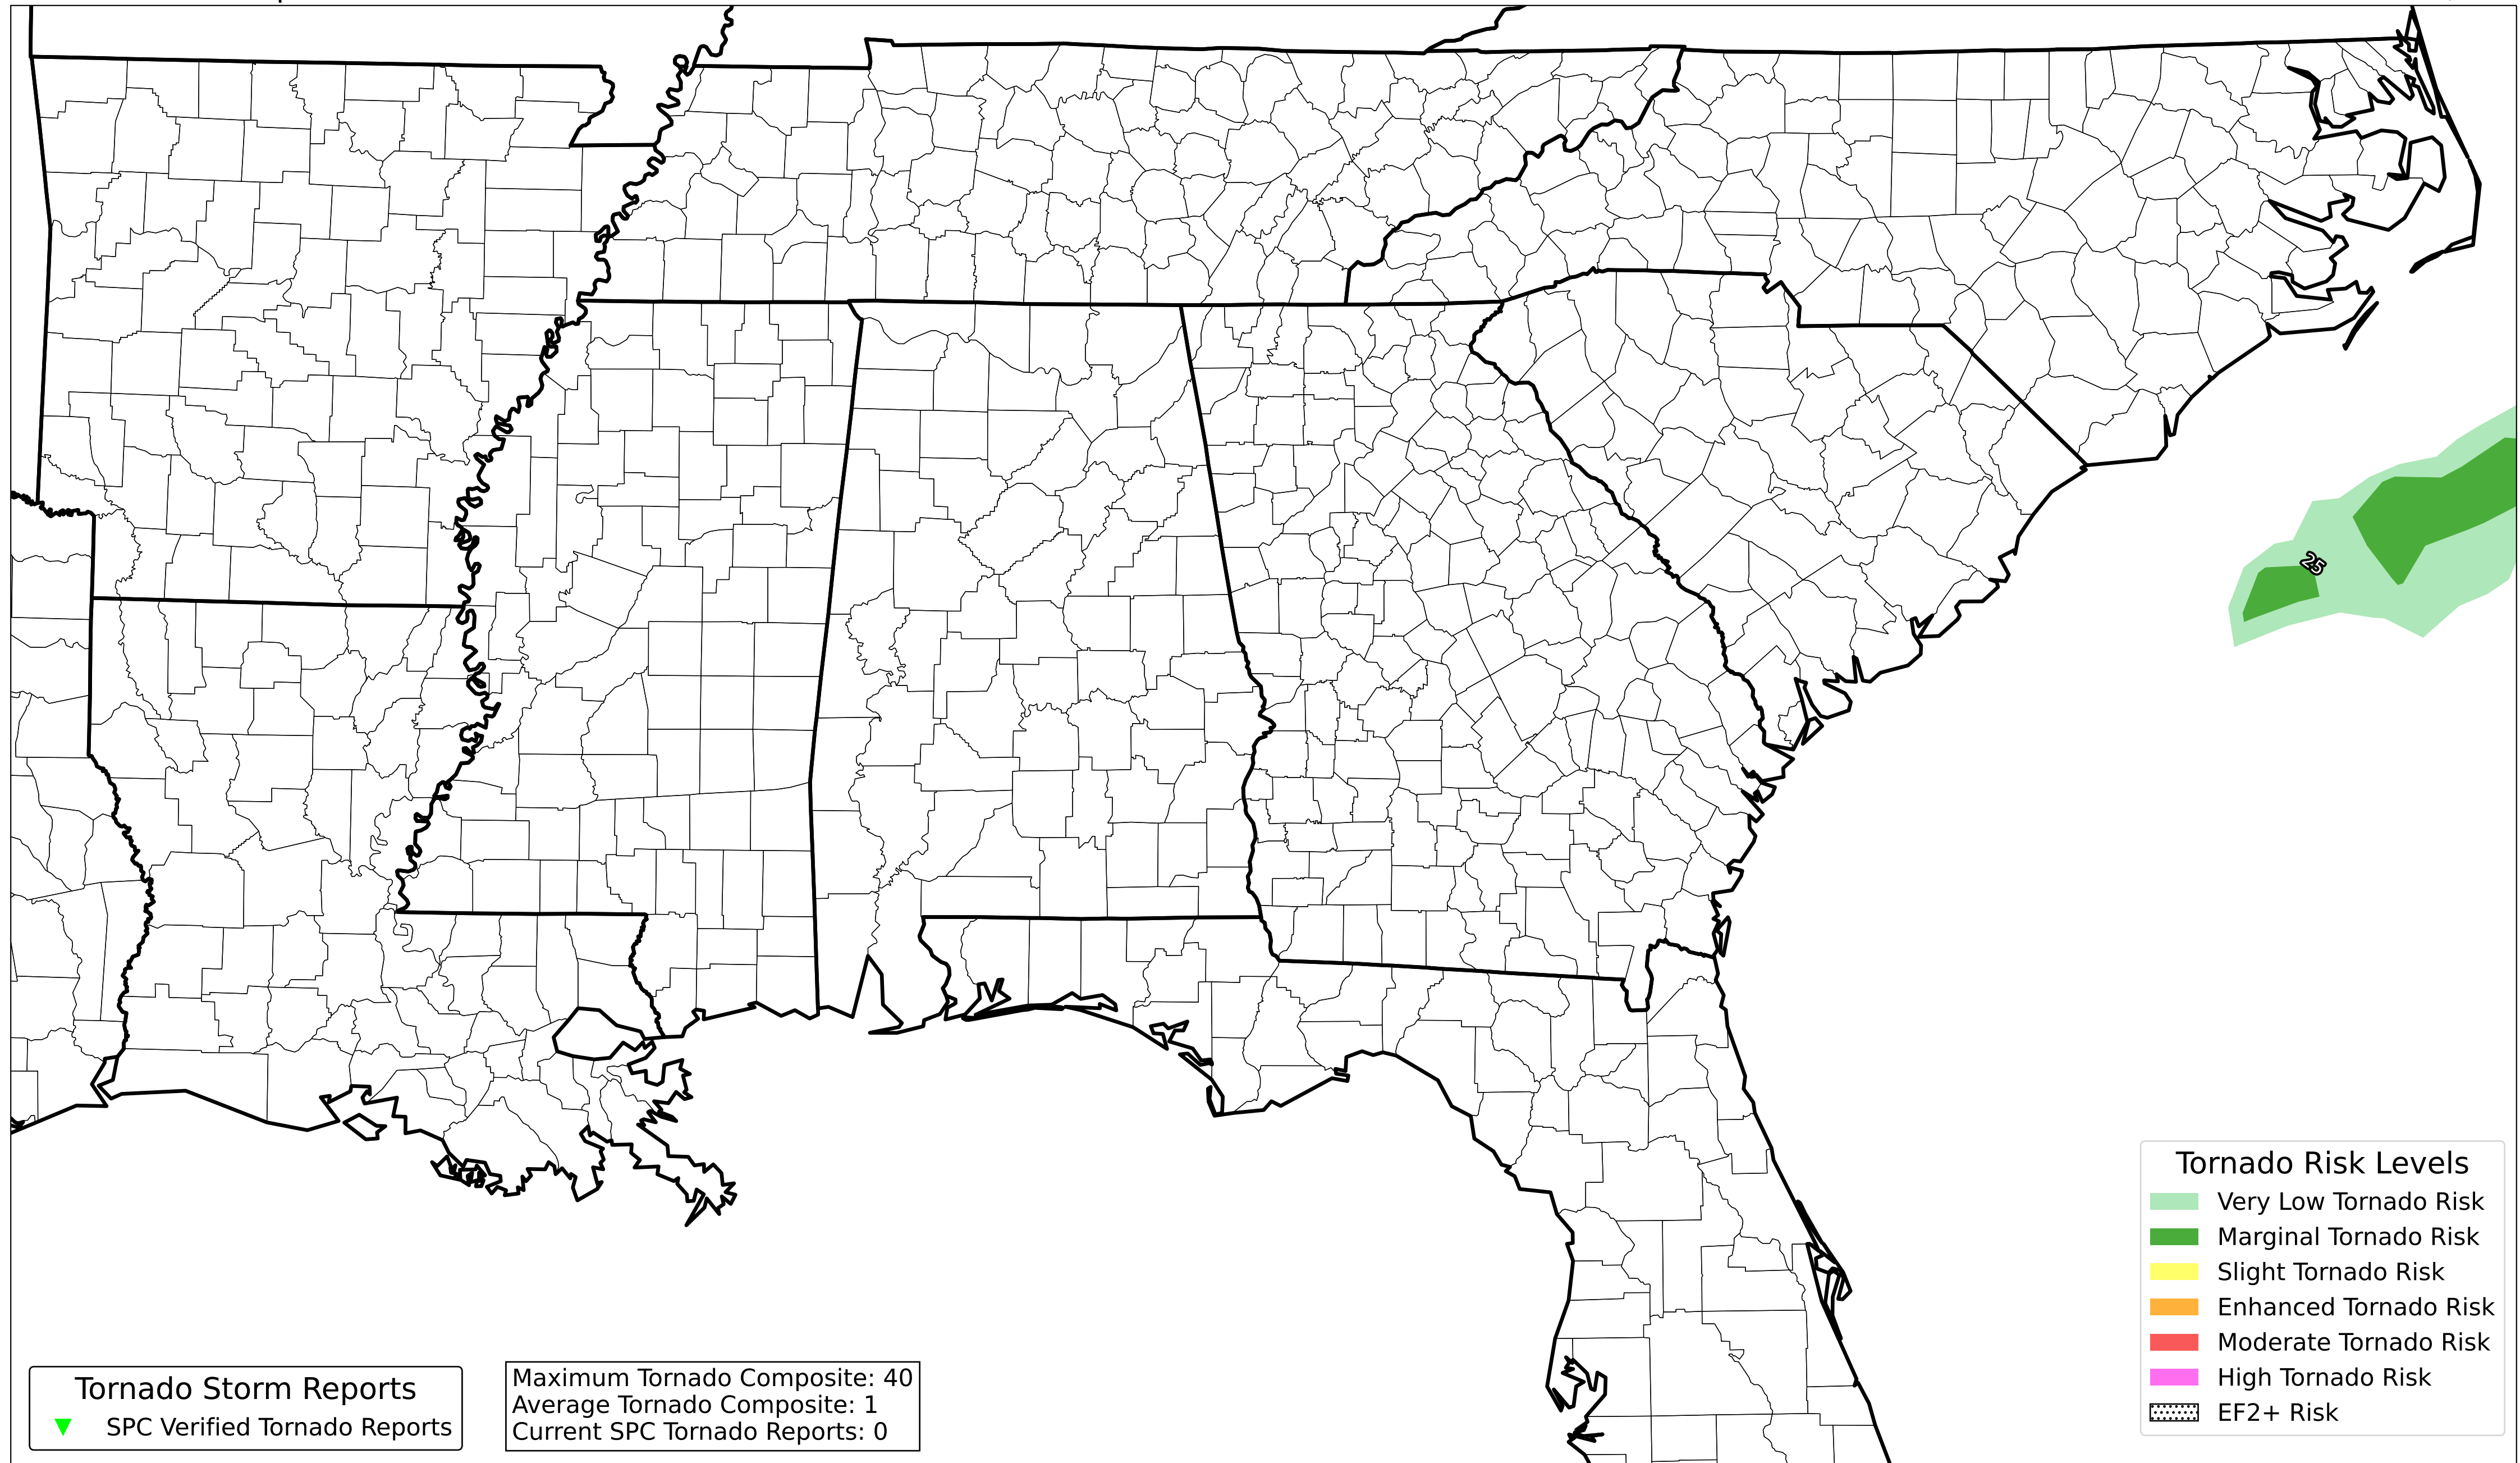 25
Tornado Risk Levels
Very Low Tornado Risk
Marginal Tornado Risk
Slight Tornado Risk
Enhanced Tornado Risk
Moderate Tornado Risk
High Tornado Risk
EF2+ Risk
Tornado Storm Reports
SPC Verified Tornado Reports
Maximum Tornado Composite: 40
Average Tornado Composite: 1
Current SPC Tornado Reports: 0